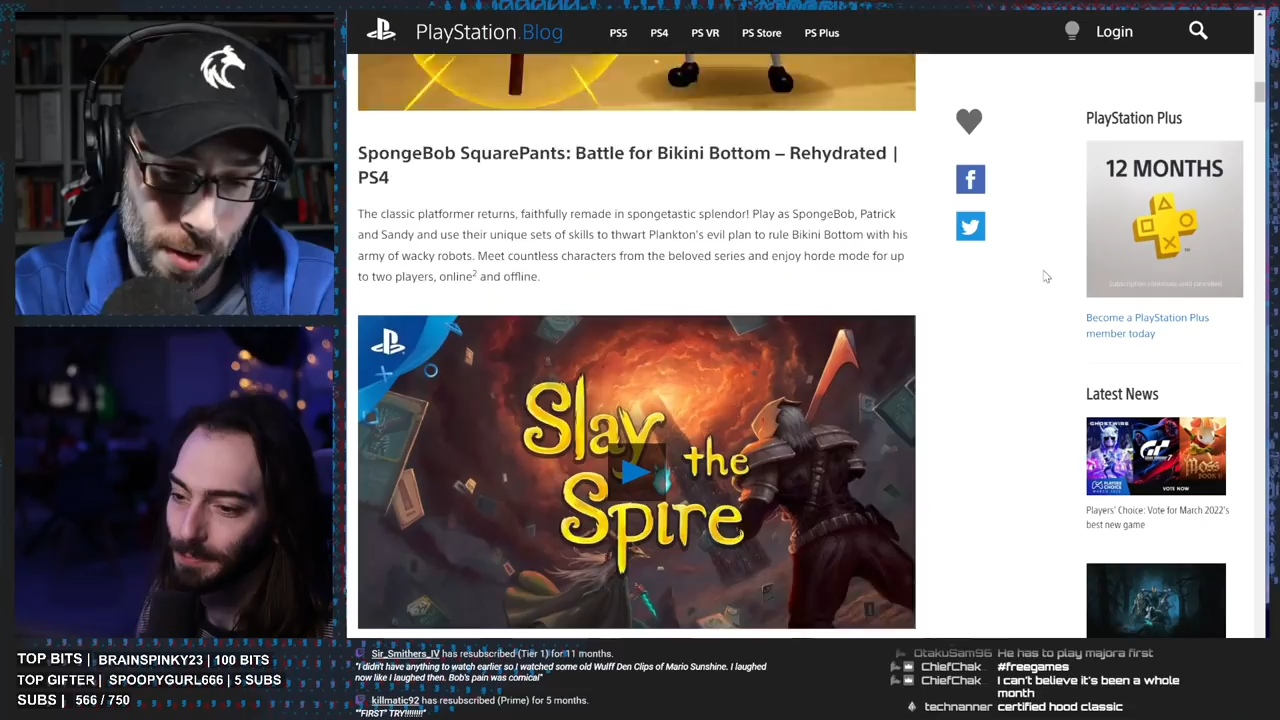 PlayStation.Blog
PS5
PS4
PS VR
PS Store
PS Plus
Login
SpongeBob SquarePants: Battle for Bikini Bottom – Rehydrated |
PS4
The classic platformer returns, faithfully remade in spongetastic splendor! Play as SpongeBob, Patrick
and Sandy and use their unique sets of skills to thwart Plankton's evil plan to rule Bikini Bottom with his
army of wacky robots. Meet countless characters from the beloved series and enjoy horde mode for up
to two players, online² and offline.
Slay
the
Spire
PlayStation Plus
12 MONTHS
Become a PlayStation Plus
member today
Latest News
GHOSTWIRE
GT
7
MOSS
BOOK II
VOTE NOW
Players' Choice: Vote for March 2022's
best new game
TOP BITS | BRAINSPINKY23 | 100 BITS
TOP GIFTER | SPOOPYGURL666 | 5 SUBS
SUBS | 566 / 750
Sir_Smithers_IV has resubscribed (Tier 1) for 11 months.
"I didn't have anything to watch earlier so I watched some old Wulff Den Clips of Mario Sunshine. I laughed
now like I laughed then. Bob's pain was comical"
killmatic92 has resubscribed (Prime) for 5 months.
""FIRST" TRY!!!!!!!"
OtakuSam96 He has to play majora first
ChiefChak #freegames
ChiefChak I can't believe it's been a whole
month
technanner certified hood classic